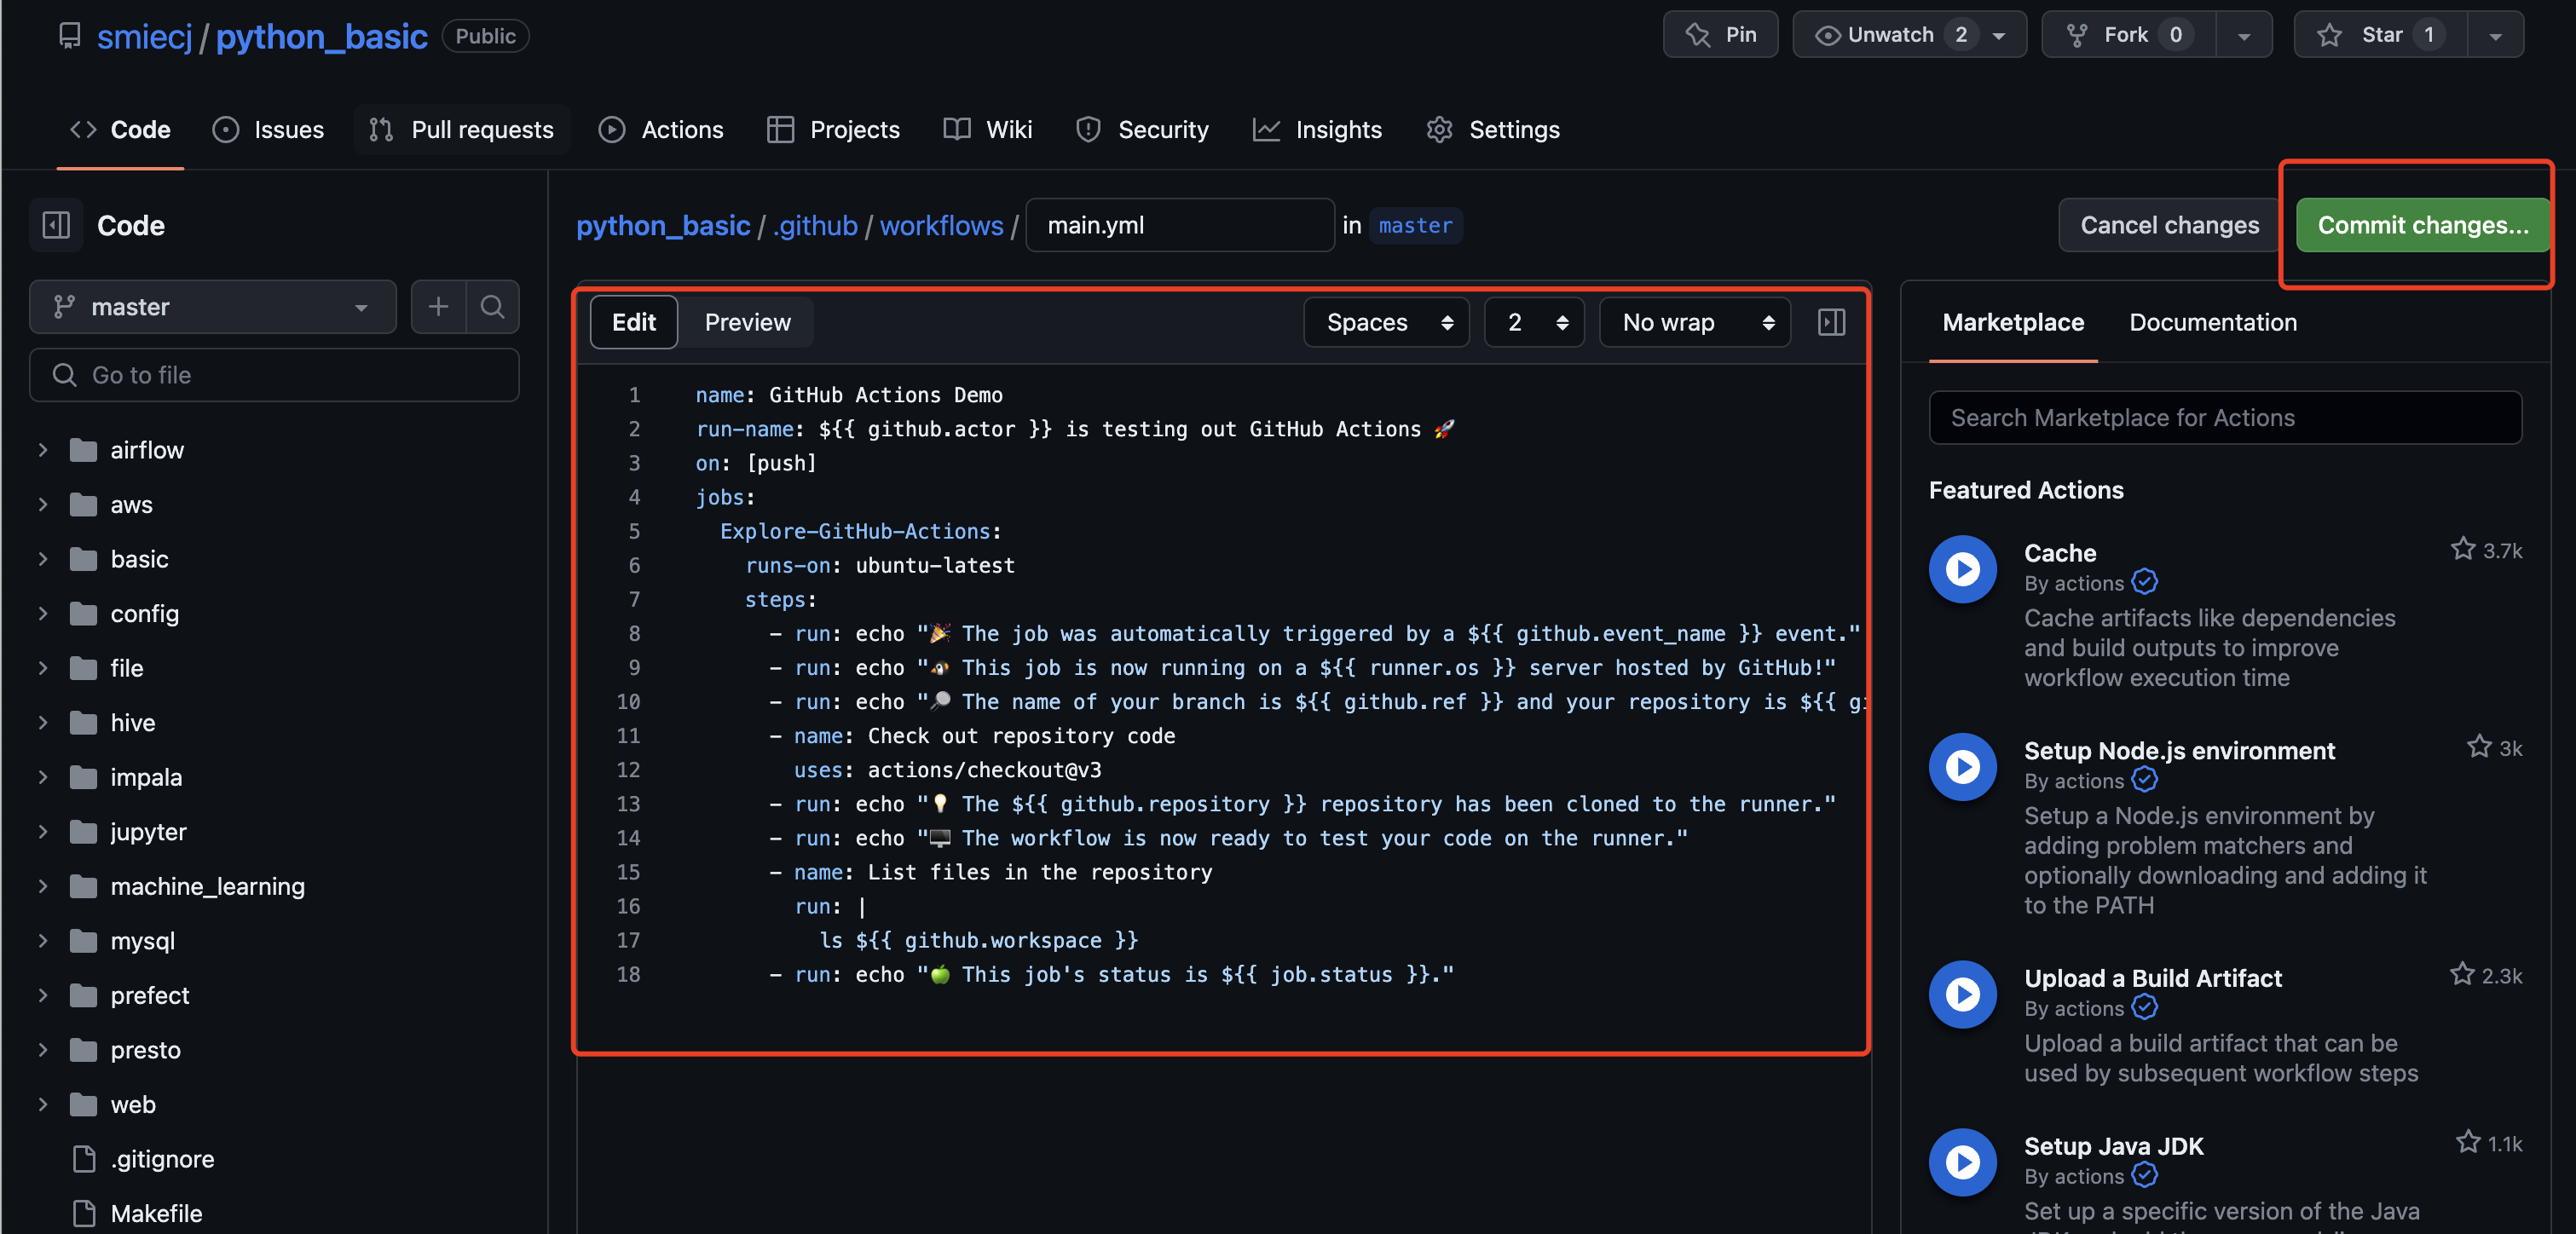 smiecj / python_basic Public
Pin Unwatch 2 Fork 0 Star 1
Code Issues Pull requests Actions Projects Wiki Security Insights Settings
Code
master
Go to file
airflow
aws
basic
config
file
hive
impala
jupyter
machine_learning
mysql
prefect
presto
web
.gitignore
Makefile
python_basic / .github / workflows / main.yml in master
Cancel changes Commit changes...
Edit Preview Spaces 2 No wrap
1 name: GitHub Actions Demo
2 run-name: ${{ github.actor }} is testing out GitHub Actions 🚀
3 on: [push]
4 jobs:
5   Explore-GitHub-Actions:
6     runs-on: ubuntu-latest
7     steps:
8       - run: echo "🎉 The job was automatically triggered by a ${{ github.event_name }} event."
9       - run: echo "🐧 This job is now running on a ${{ runner.os }} server hosted by GitHub!"
10       - run: echo "🔎 The name of your branch is ${{ github.ref }} and your repository is ${{ gi
11       - name: Check out repository code
12         uses: actions/checkout@v3
13       - run: echo "💡 The ${{ github.repository }} repository has been cloned to the runner."
14       - run: echo "🖥️ The workflow is now ready to test your code on the runner."
15       - name: List files in the repository
16         run: |
17           ls ${{ github.workspace }}
18       - run: echo "🍏 This job's status is ${{ job.status }}."
Marketplace Documentation
Search Marketplace for Actions
Featured Actions
Cache 3.7k
By actions
Cache artifacts like dependencies
and build outputs to improve
workflow execution time
Setup Node.js environment 3k
By actions
Setup a Node.js environment by
adding problem matchers and
optionally downloading and adding it
to the PATH
Upload a Build Artifact 2.3k
By actions
Upload a build artifact that can be
used by subsequent workflow steps
Setup Java JDK 1.1k
By actions
Set up a specific version of the Java